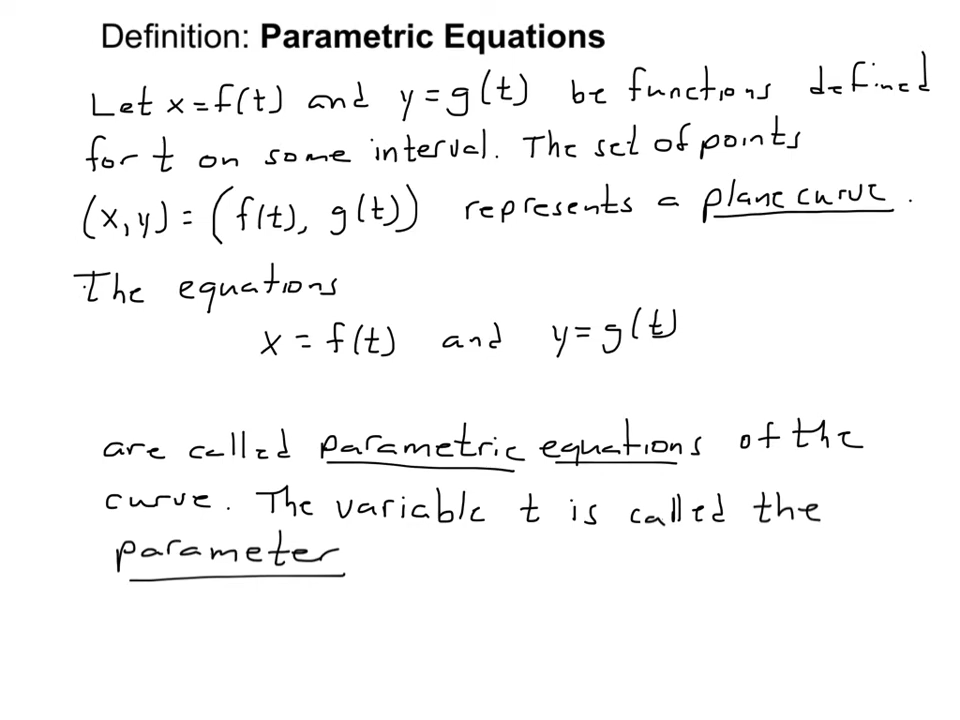 Definition: Parametric Equations
Let x = f(t) and y = g(t) be functions defined
for t on some interval. The set of points
(x, y) = (f(t), g(t)) represents a plane curve.
The equations
x = f(t) and y = g(t)
are called parametric equations of the
curve. The variable t is called the
parameter